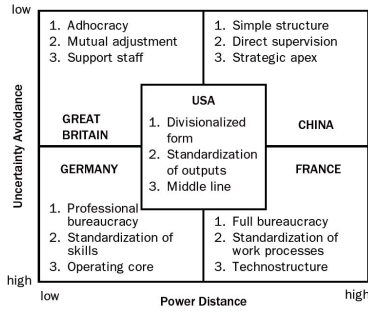 low
1. Adhocracy
2. Mutual adjustment
3. Support staff
GREAT
BRITAIN
1. Simple structure
2. Direct supervision
3. Strategic apex
CHINA
USA
1. Divisionalized
form
2. Standardization
of outputs
3. Middle line
Uncertainty Avoidance
GERMANY
1. Professional
bureaucracy
2. Standardization of
skills
3. Operating core
FRANCE
1. Full bureaucracy
2. Standardization of
work processes
3. Technostructure
high
low
Power Distance
high